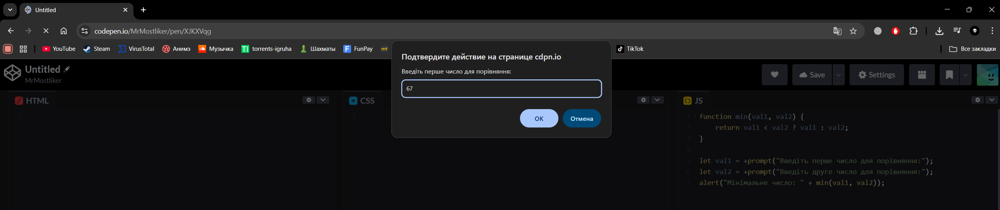 Untitled
codepen.io/MrMostliker/pen/XJKXVqg
YouTube Steam VirusTotal Анимэ Музычка torrents-igruha Шахматы FunPay mt TikTok Все закладки
Подтвердите действие на странице cdpn.io
Введіть перше число для порівняння:
67
ОК Отмена
Untitled
MrMostliker
Save Settings
HTML CSS JS
1
1
1 function min(val1, val2) {
2 return val1 < val2 ? val1 : val2;
3 }
4
5 let val1 = +prompt("Введіть перше число для порівняння:");
6 let val2 = +prompt("Введіть друге число для порівняння:");
7 alert("Мінімальне число: " + min(val1, val2));